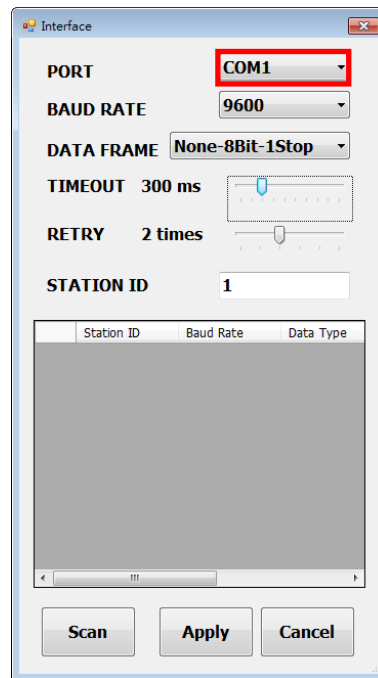 Interface
PORT COM1
BAUD RATE 9600
DATA FRAME None-8Bit-1Stop
TIMEOUT 300 ms
RETRY 2 times
STATION ID 1
Station ID Baud Rate Data Type
Scan Apply Cancel